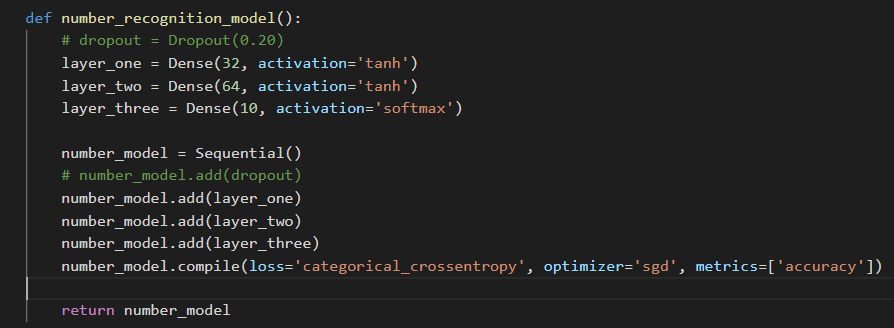 def number_recognition_model():
    # dropout = Dropout(0.20)
    layer_one = Dense(32, activation='tanh')
    layer_two = Dense(64, activation='tanh')
    layer_three = Dense(10, activation='softmax')

    number_model = Sequential()
    # number_model.add(dropout)
    number_model.add(layer_one)
    number_model.add(layer_two)
    number_model.add(layer_three)
    number_model.compile(loss='categorical_crossentropy', optimizer='sgd', metrics=['accuracy'])

    return number_model